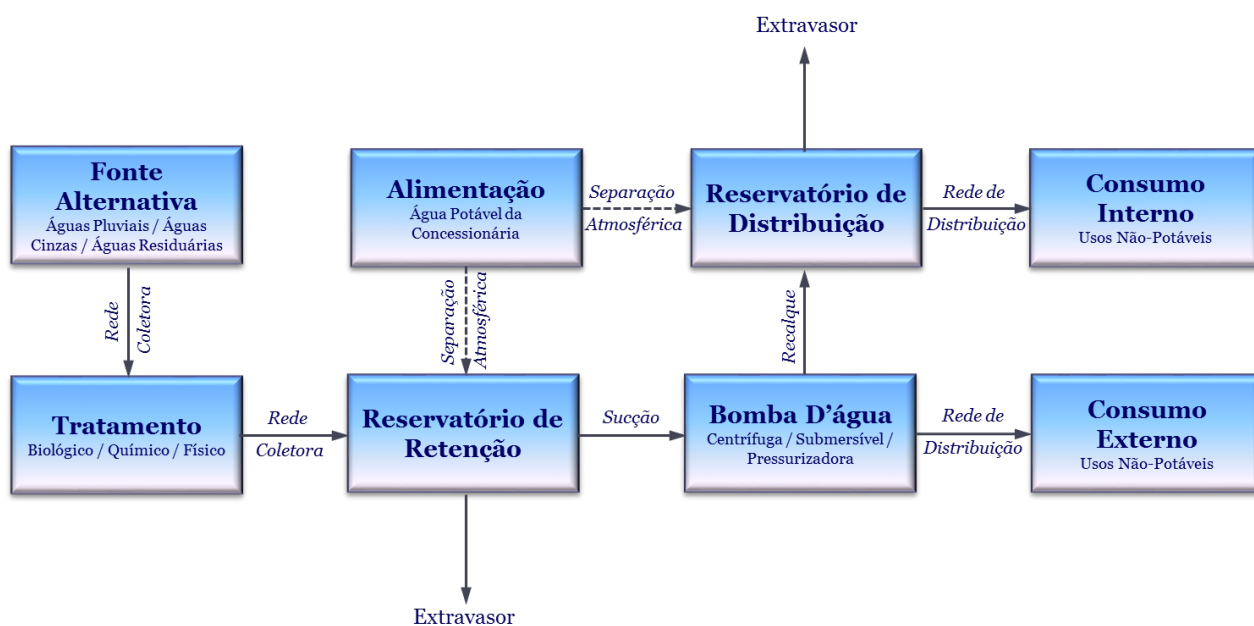 Extravasor
Fonte
Alternativa
Águas Pluviais / Águas
Cinzas / Águas Residuárias
Alimentação
Água Potável da
Concessionária
Separação
Atmosférica
Reservatório de
Distribuição
Rede de
Distribuição
Consumo
Interno
Usos Não-Potáveis
Rede
Coletora
Separação
Atmosférica
Recalque
Tratamento
Biológico / Químico / Físico
Rede
Coletora
Reservatório de
Retenção
Sucção
Bomba D'água
Centrífuga / Submersível /
Pressurizadora
Rede de
Distribuição
Consumo
Externo
Usos Não-Potáveis
Extravasor